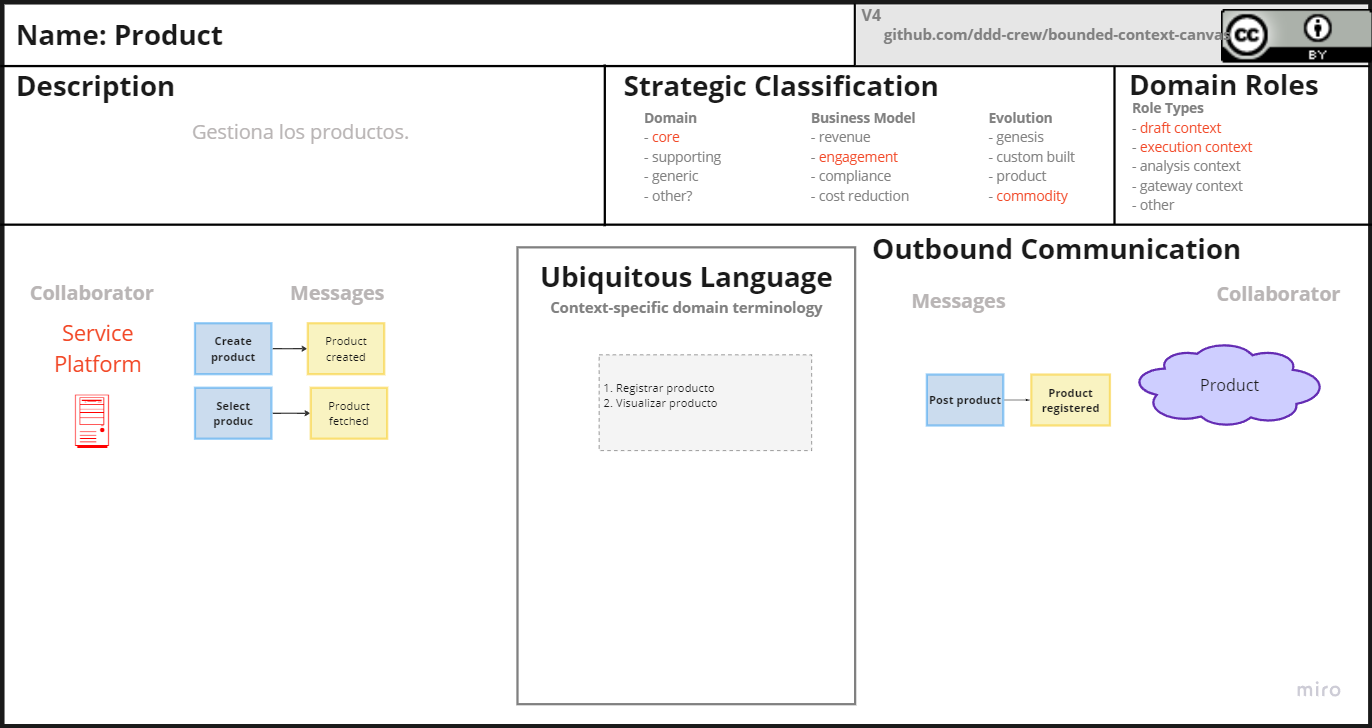 Name: Product
V4
github.com/ddd-crew/bounded-context-canvas
CC
BY
Description
Gestiona los productos.
Strategic Classification
Domain
- core
- supporting
- generic
- other?
Business Model
- revenue
- engagement
- compliance
- cost reduction
Evolution
- genesis
- custom built
- product
- commodity
Domain Roles
Role Types
- draft context
- execution context
- analysis context
- gateway context
- other
Collaborator
Messages
Service
Platform
Create
product
Product
created
Select
produc
Product
fetched
Ubiquitous Language
Context-specific domain terminology
1. Registrar producto
2. Visualizar producto
Outbound Communication
Messages
Collaborator
Post product
Product
registered
Product
miro